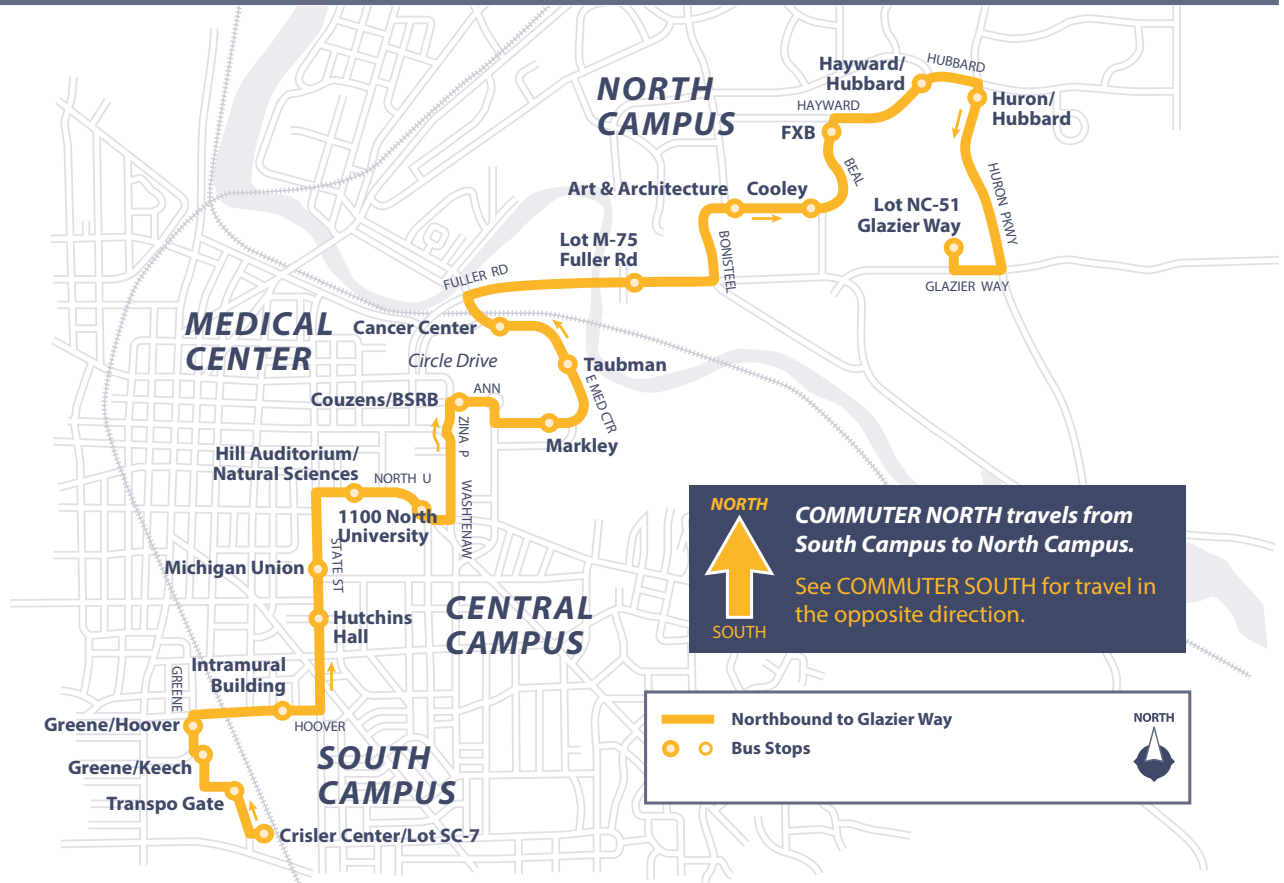 NORTH
CAMPUS
Hayward/
Hubbard
HUBBARD
HAYWARD
Huron/
Hubbard
FXB
BEAL
HURON PKWY
Art & Architecture
Cooley
Lot NC-51
Glazier Way
BONISTEEL
Lot M-75
Fuller Rd
FULLER RD
GLAZIER WAY
MEDICAL
CENTER
Cancer Center
Circle Drive
Taubman
E MED CTR
Couzens/BSRB
ANN
ZINA P
Markley
Hill Auditorium/
Natural Sciences
NORTH U
WASHTENAW
1100 North
University
STATE ST
Michigan Union
CENTRAL
CAMPUS
Hutchins
Hall
Intramural
Building
GREENE
Greene/Hoover
HOOVER
Greene/Keech
SOUTH
CAMPUS
Transpo Gate
Crisler Center/Lot SC-7
NORTH
SOUTH
COMMUTER NORTH travels from
South Campus to North Campus.
See COMMUTER SOUTH for travel in
the opposite direction.
Northbound to Glazier Way
Bus Stops
NORTH